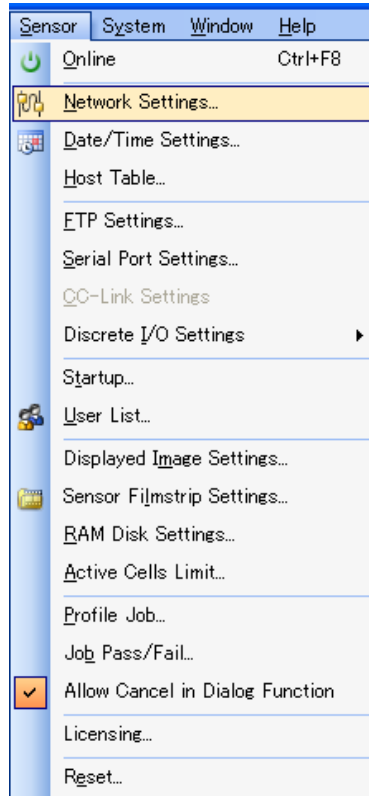 Sensor System Window Help
Online Ctrl+F8
Network Settings...
Date/Time Settings...
Host Table...
FTP Settings...
Serial Port Settings...
CC-Link Settings
Discrete I/O Settings
Startup...
User List...
Displayed Image Settings...
Sensor Filmstrip Settings...
RAM Disk Settings...
Active Cells Limit...
Profile Job...
Job Pass/Fail...
Allow Cancel in Dialog Function
Licensing...
Reset...